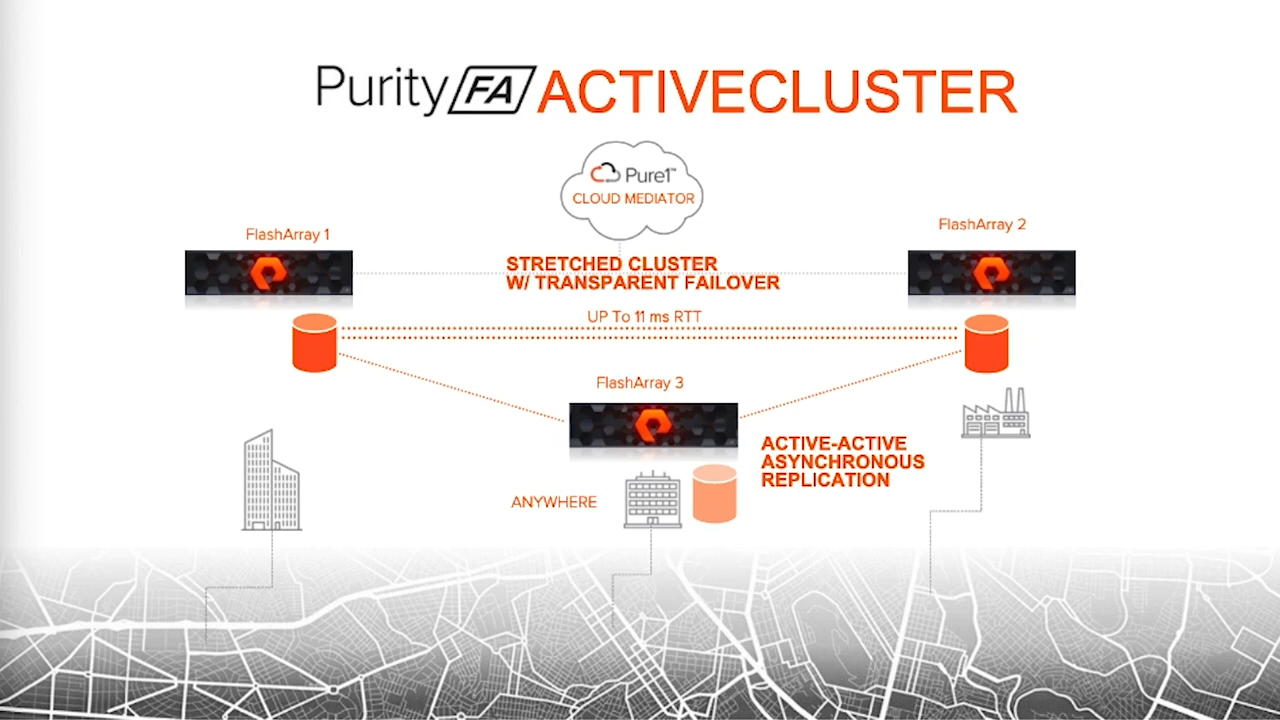 Purity FA ACTIVECLUSTER
Pure1™
CLOUD MEDIATOR
FlashArray 1
FlashArray 2
STRETCHED CLUSTER
W/ TRANSPARENT FAILOVER
UP To 11 ms RTT
FlashArray 3
ACTIVE-ACTIVE
ASYNCHRONOUS
REPLICATION
ANYWHERE